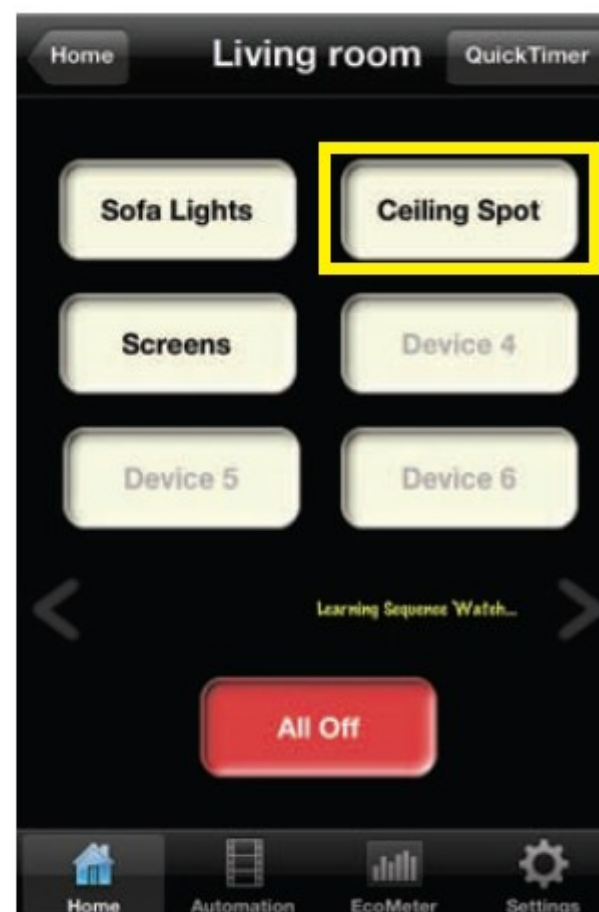 Home Living room QuickTimer
Sofa Lights Ceiling Spot
Screens Device 4
Device 5 Device 6
Learning Sequence Watch...
All Off
Home Automation EcoMeter Settings